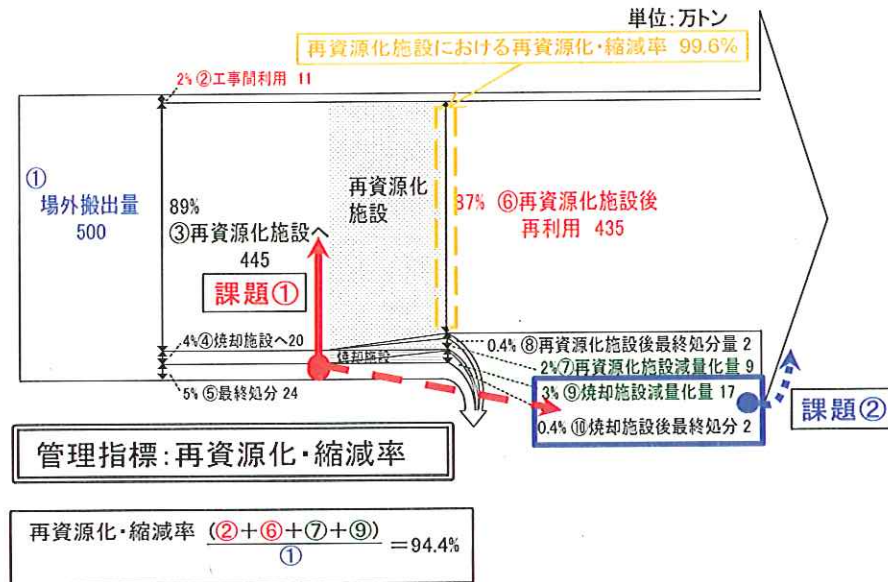 単位:万トン
再資源化施設における再資源化・縮減率 99.6%
2% ②工事間利用 11
①
場外搬出量
500
89%
③再資源化施設へ
445
課題①
再資源化
施設
87% ⑥再資源化施設後
再利用 435
4%④焼却施設へ20
焼却施設
5% ⑤最終処分 24
0.4% ⑧再資源化施設後最終処分量 2
2%⑦再資源化施設減量化量 9
3% ⑨焼却施設減量化量 17
0.4% ⑩焼却施設後最終処分 2
課題②
管理指標:再資源化・縮減率
再資源化・縮減率 (②+⑥+⑦+⑨)
①
=94.4%